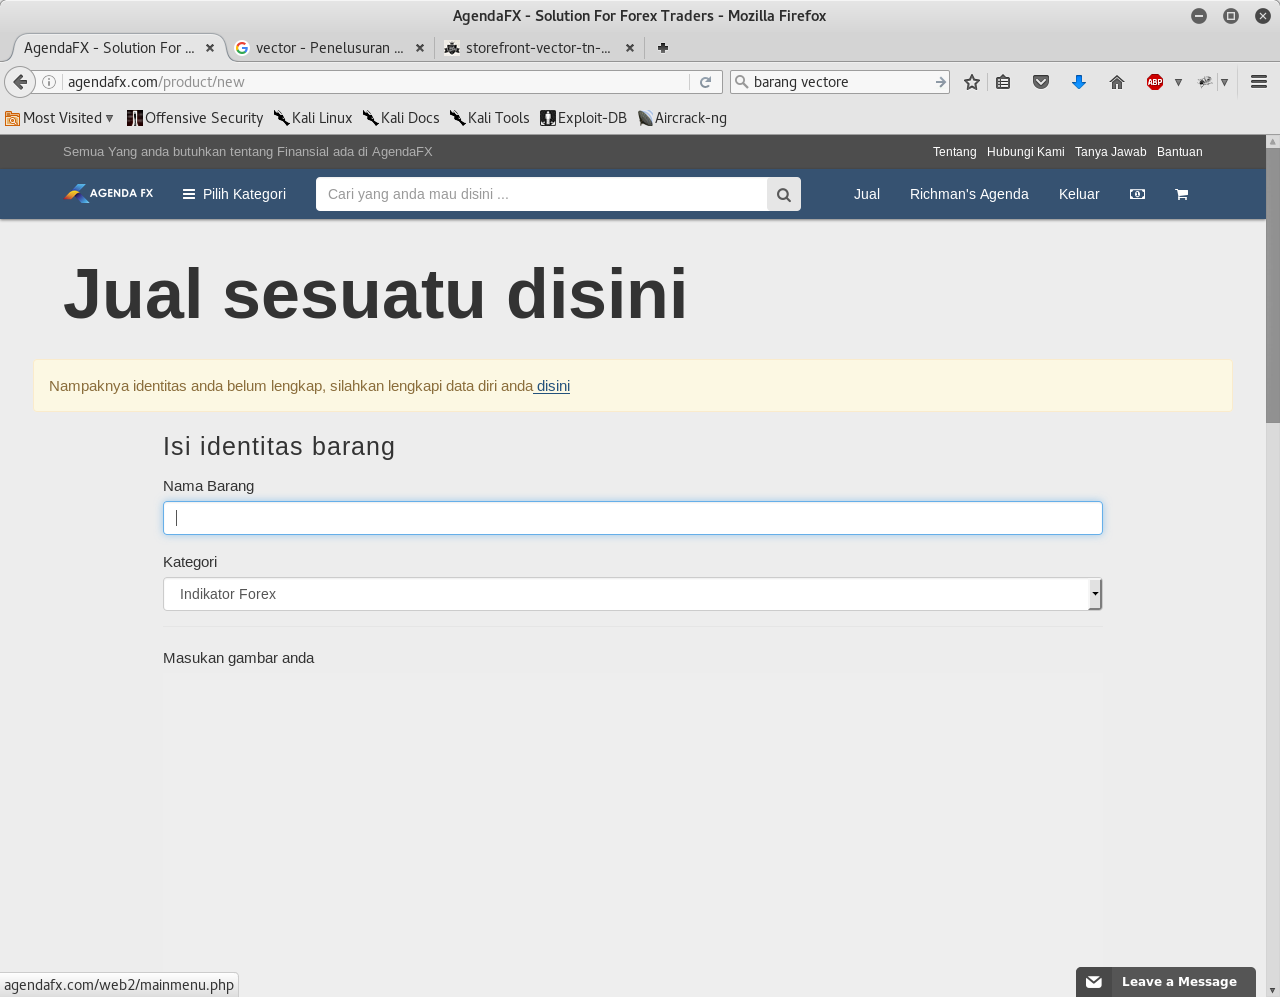 AgendaFX - Solution For Forex Traders - Mozilla Firefox
AgendaFX - Solution For ...
vector - Penelusuran ...
storefront-vector-tn-...
agendafx.com/product/new
barang vectore
ABP
Most Visited
Offensive Security
Kali Linux
Kali Docs
Kali Tools
Exploit-DB
Aircrack-ng
Semua Yang anda butuhkan tentang Finansial ada di AgendaFX
Tentang
Hubungi Kami
Tanya Jawab
Bantuan
AGENDA FX
Pilih Kategori
Cari yang anda mau disini ...
Jual
Richman's Agenda
Keluar
Jual sesuatu disini
Nampaknya identitas anda belum lengkap, silahkan lengkapi data diri anda disini
Isi identitas barang
Nama Barang
Kategori
Indikator Forex
Masukan gambar anda
agendafx.com/web2/mainmenu.php
Leave a Message